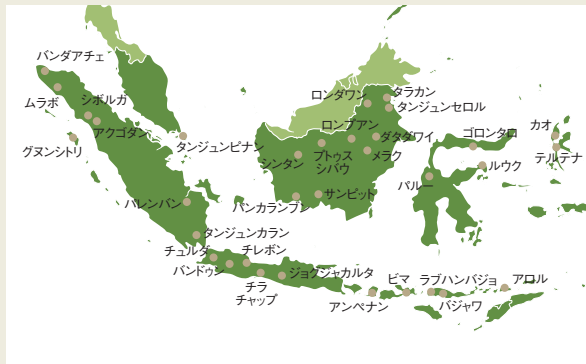 バンダアチェ
ムラボ
シボルガ
アクゴダン
グヌンシトリ
タンジュンピナン
パレンバン
タンジュンカラン
チュルダ
チレボン
バンドゥン
チラ
チャップ
ジョグジャカルタ
ロンダワン
タラカン
タンジュンセロル
ロンブアン
ダタダワイ
シンタン
プトゥス
シバウ
メラク
パンカランブン
サンピット
ゴロンタロ
カオ
テルテナ
ルウク
パルー
アンペナン
ビマ
ラブハンバジョ
バジャワ
アロル